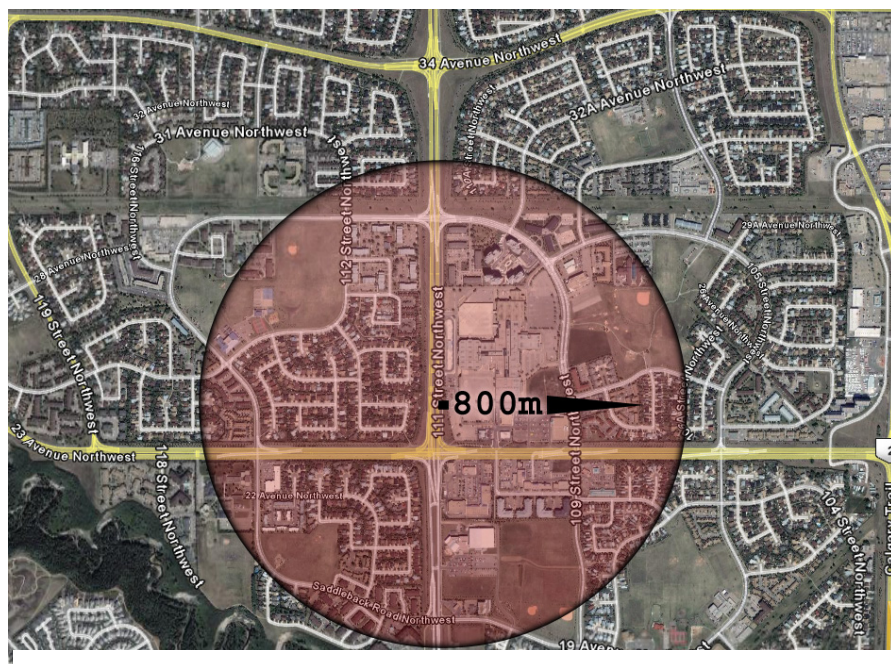 34 Avenue Northwest
32A Avenue Northwest
32 Avenue Northwest
31 Avenue Northwest
116 Street Northwest
112 Street Northwest
29A Avenue Northwest
28 Avenue Northwest
105 Street Northwest
119 Street Northwest
111 Street Northwest
800m
109 Street Northwest
23 Avenue Northwest
118 Street Northwest
22 Avenue Northwest
104 Street Northwest
Saddleback Road Northwest
19 Avenue Northwest